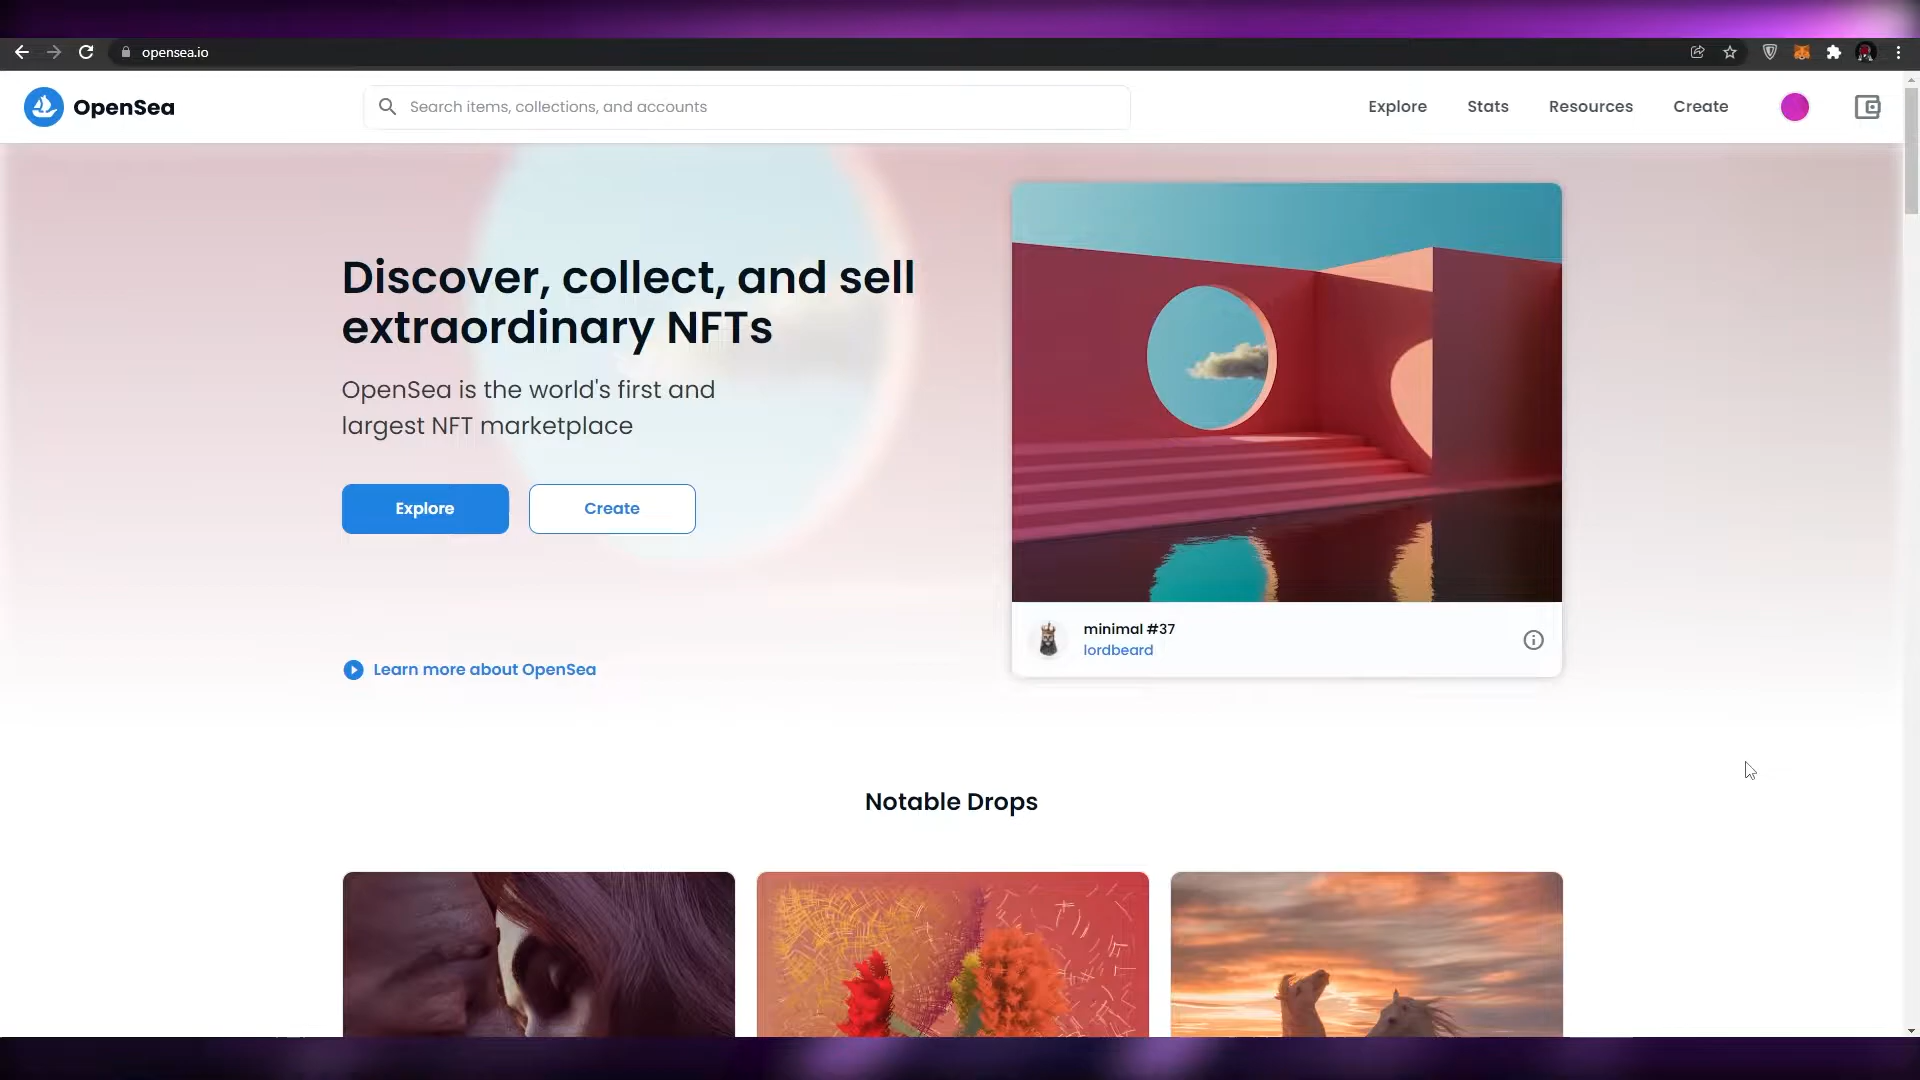 opensea.io
OpenSea
Search items, collections, and accounts
Explore
Stats
Resources
Create
Discover, collect, and sell
extraordinary NFTs
OpenSea is the world's first and
largest NFT marketplace
Explore
Create
Learn more about OpenSea
minimal #37
lordbeard
Notable Drops